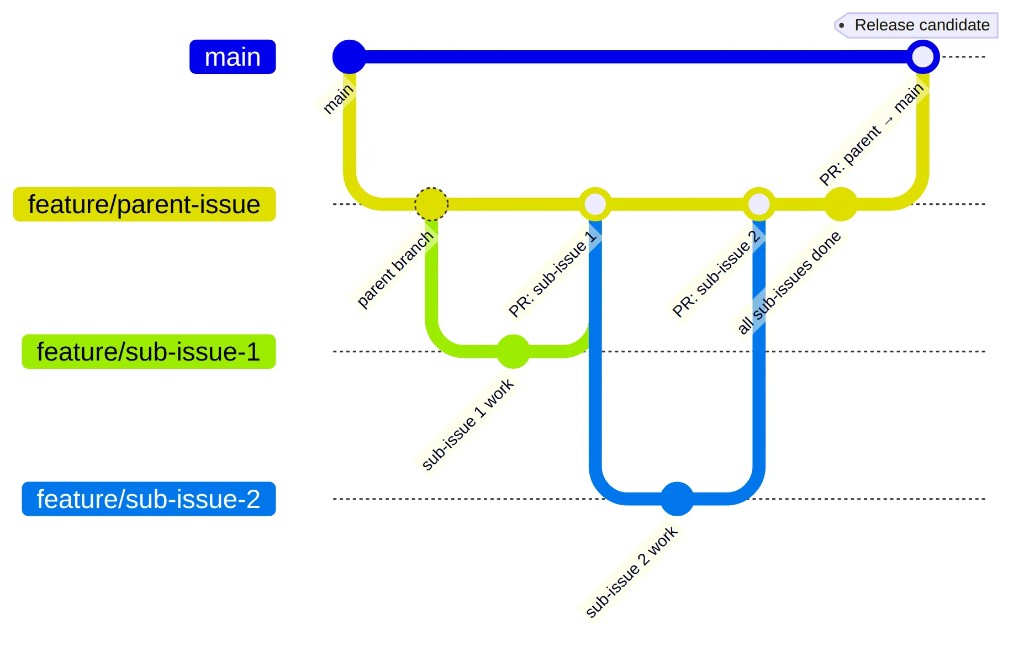 Release candidate
main
main
PR: parent → main
feature/parent-issue
parent branch
PR: sub-issue 1
PR: sub-issue 2
all sub-issues done
feature/sub-issue-1
sub-issue 1 work
feature/sub-issue-2
sub-issue 2 work